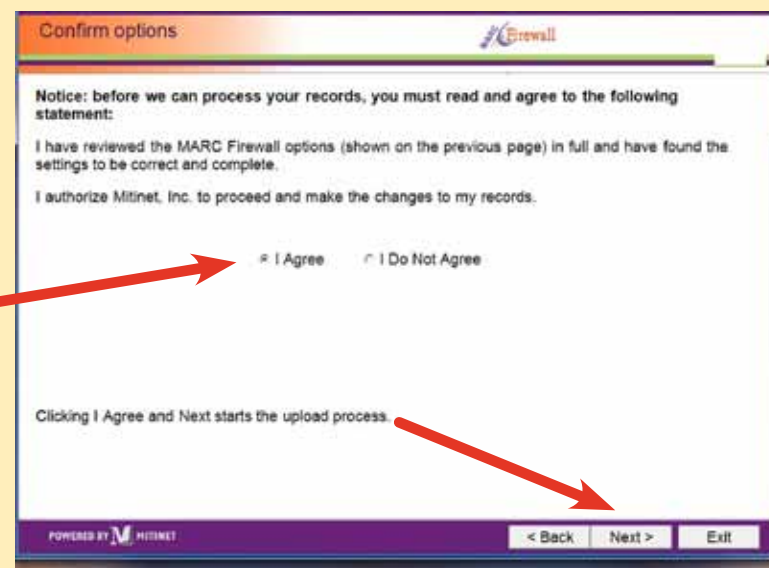 Confirm options
Firewall
Notice: before we can process your records, you must read and agree to the following
statement:
I have reviewed the MARC Firewall options (shown on the previous page) in full and have found the
settings to be correct and complete.
I authorize Mitinet, Inc. to proceed and make the changes to my records.
I Agree I Do Not Agree
Clicking I Agree and Next starts the upload process.
POWERED BY M MITINET < Back Next > Exit